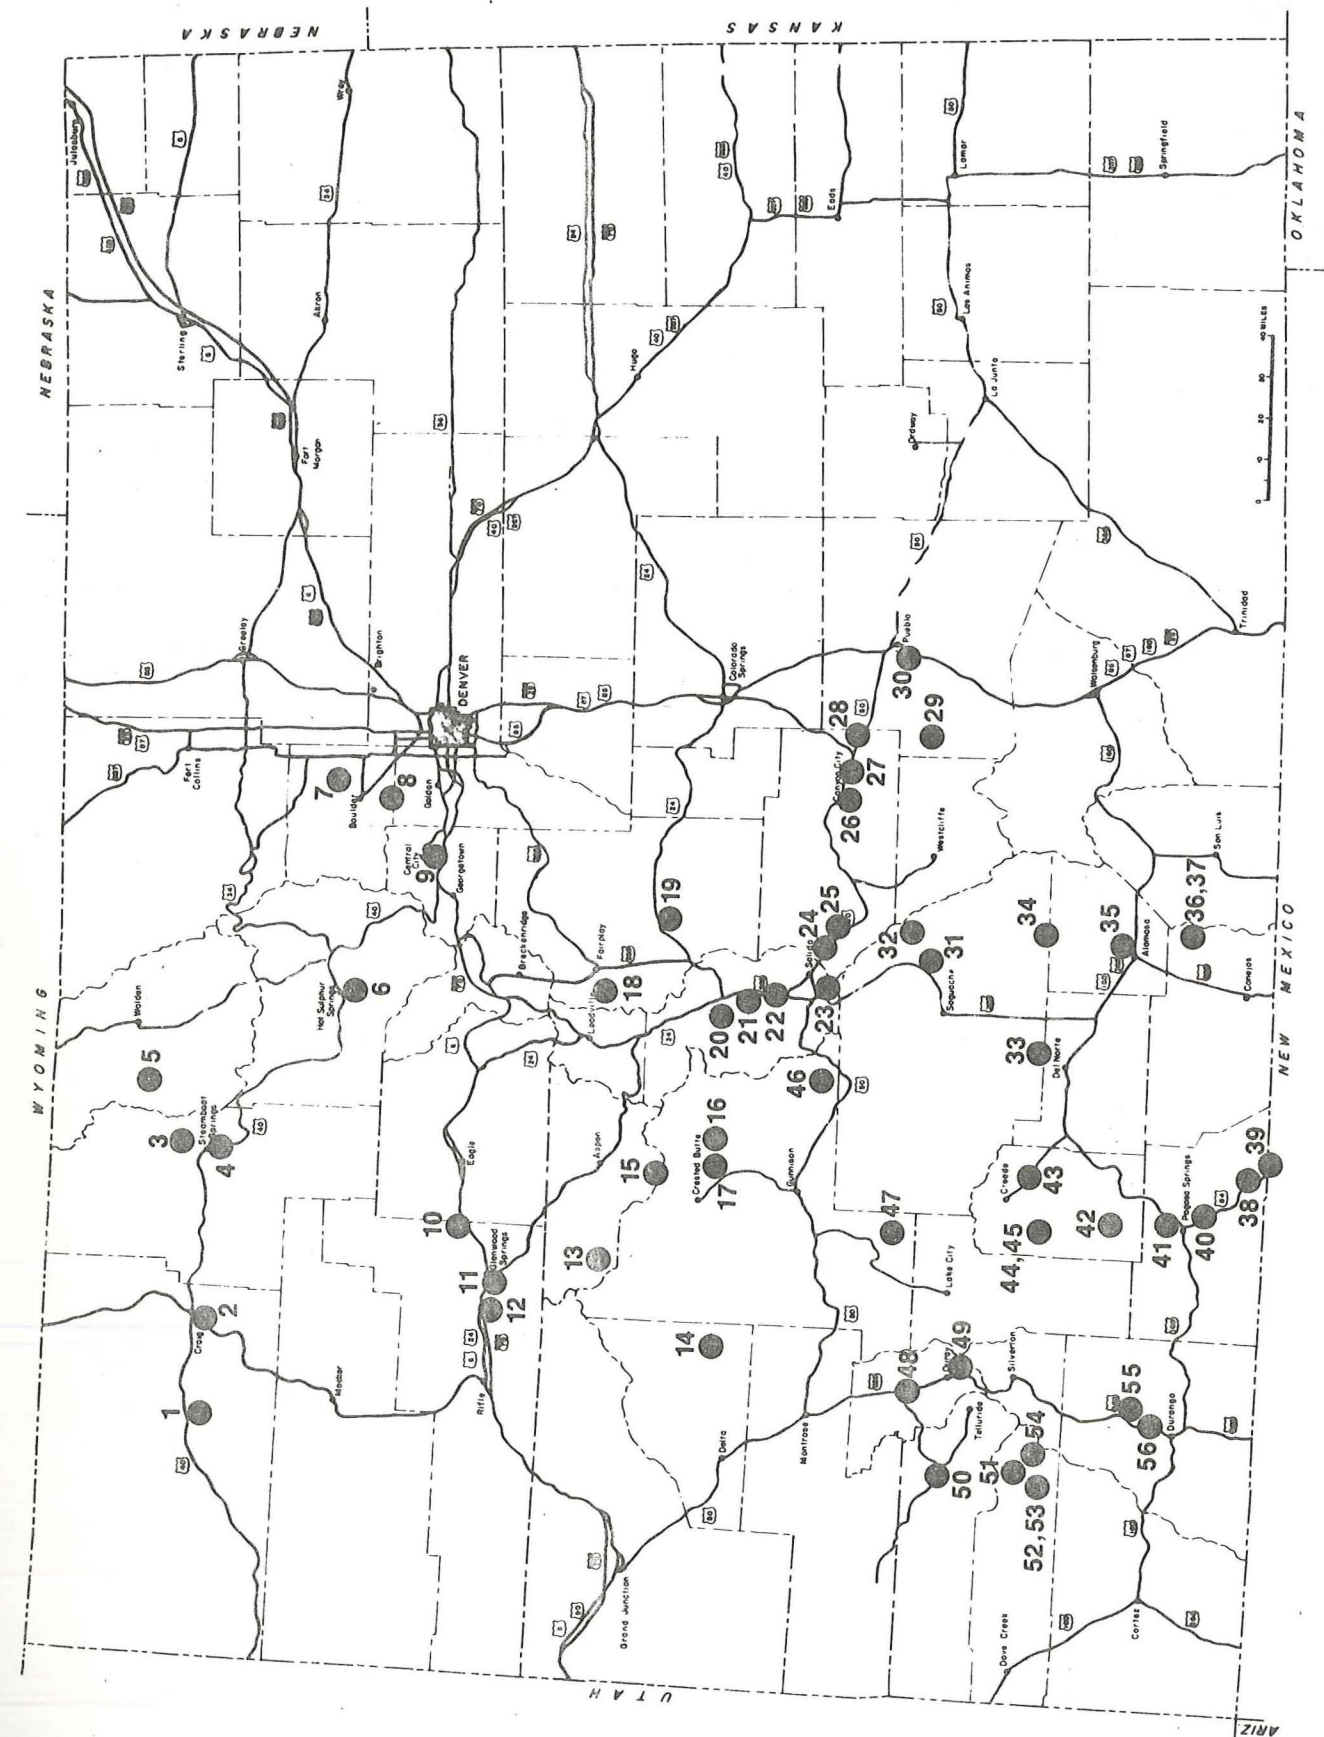 WYOMING
NEBRASKA
NEBRASKA
KANSAS
OKLAHOMA
NEW MEXICO
UTAH
ARIZ.
Julesburg
Sterling
Wray
Akron
Fort Morgan
Greeley
Brighton
Fort Collins
Boulder
DENVER
Golden
Central City
Georgetown
Walden
Hot Sulphur Springs
Steamboat Springs
Craig
Meeker
Rifle
Glenwood Springs
Eagle
Aspen
Leadville
Breckenridge
Fairplay
Colorado Springs
Hugo
Eads
Lamar
Springfield
Las Animas
La Junta
Ordway
Pueblo
Canon City
Westcliffe
Walsenburg
Trinidad
San Luis
Alamosa
Conejos
Saguache
Salida
Del Norte
Creede
Pagosa Springs
Gunnison
Crested Butte
Lake City
Silverton
Ouray
Telluride
Montrose
Delta
Grand Junction
Dove Creek
Cortez
Durango
1
2
3
4
5
6
7
8
9
10
11
12
13
14
15
16
17
18
19
20
21
22
23
24
25
26
27
28
29
30
31
32
33
34
35
36,37
38
39
40
41
42
43
44,45
46
47
48
49
50
51
52,53
54
55
56
0 10 20 30 40 MILES